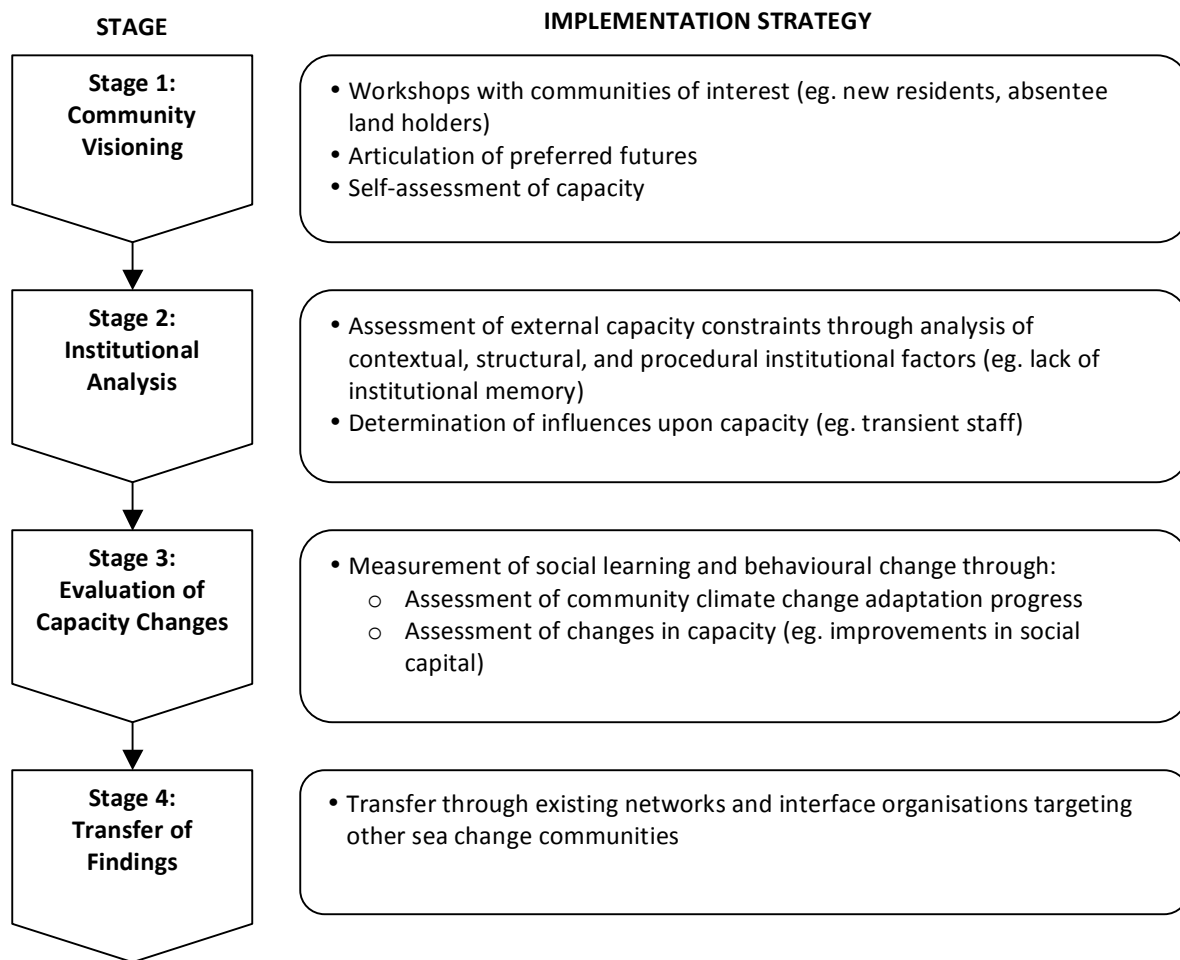 STAGE
IMPLEMENTATION STRATEGY
Stage 1:
Community
Visioning
• Workshops with communities of interest (eg. new residents, absentee
land holders)
• Articulation of preferred futures
• Self-assessment of capacity
Stage 2:
Institutional
Analysis
• Assessment of external capacity constraints through analysis of
contextual, structural, and procedural institutional factors (eg. lack of
institutional memory)
• Determination of influences upon capacity (eg. transient staff)
Stage 3:
Evaluation of
Capacity Changes
• Measurement of social learning and behavioural change through:
o Assessment of community climate change adaptation progress
o Assessment of changes in capacity (eg. improvements in social
capital)
Stage 4:
Transfer of
Findings
• Transfer through existing networks and interface organisations targeting
other sea change communities